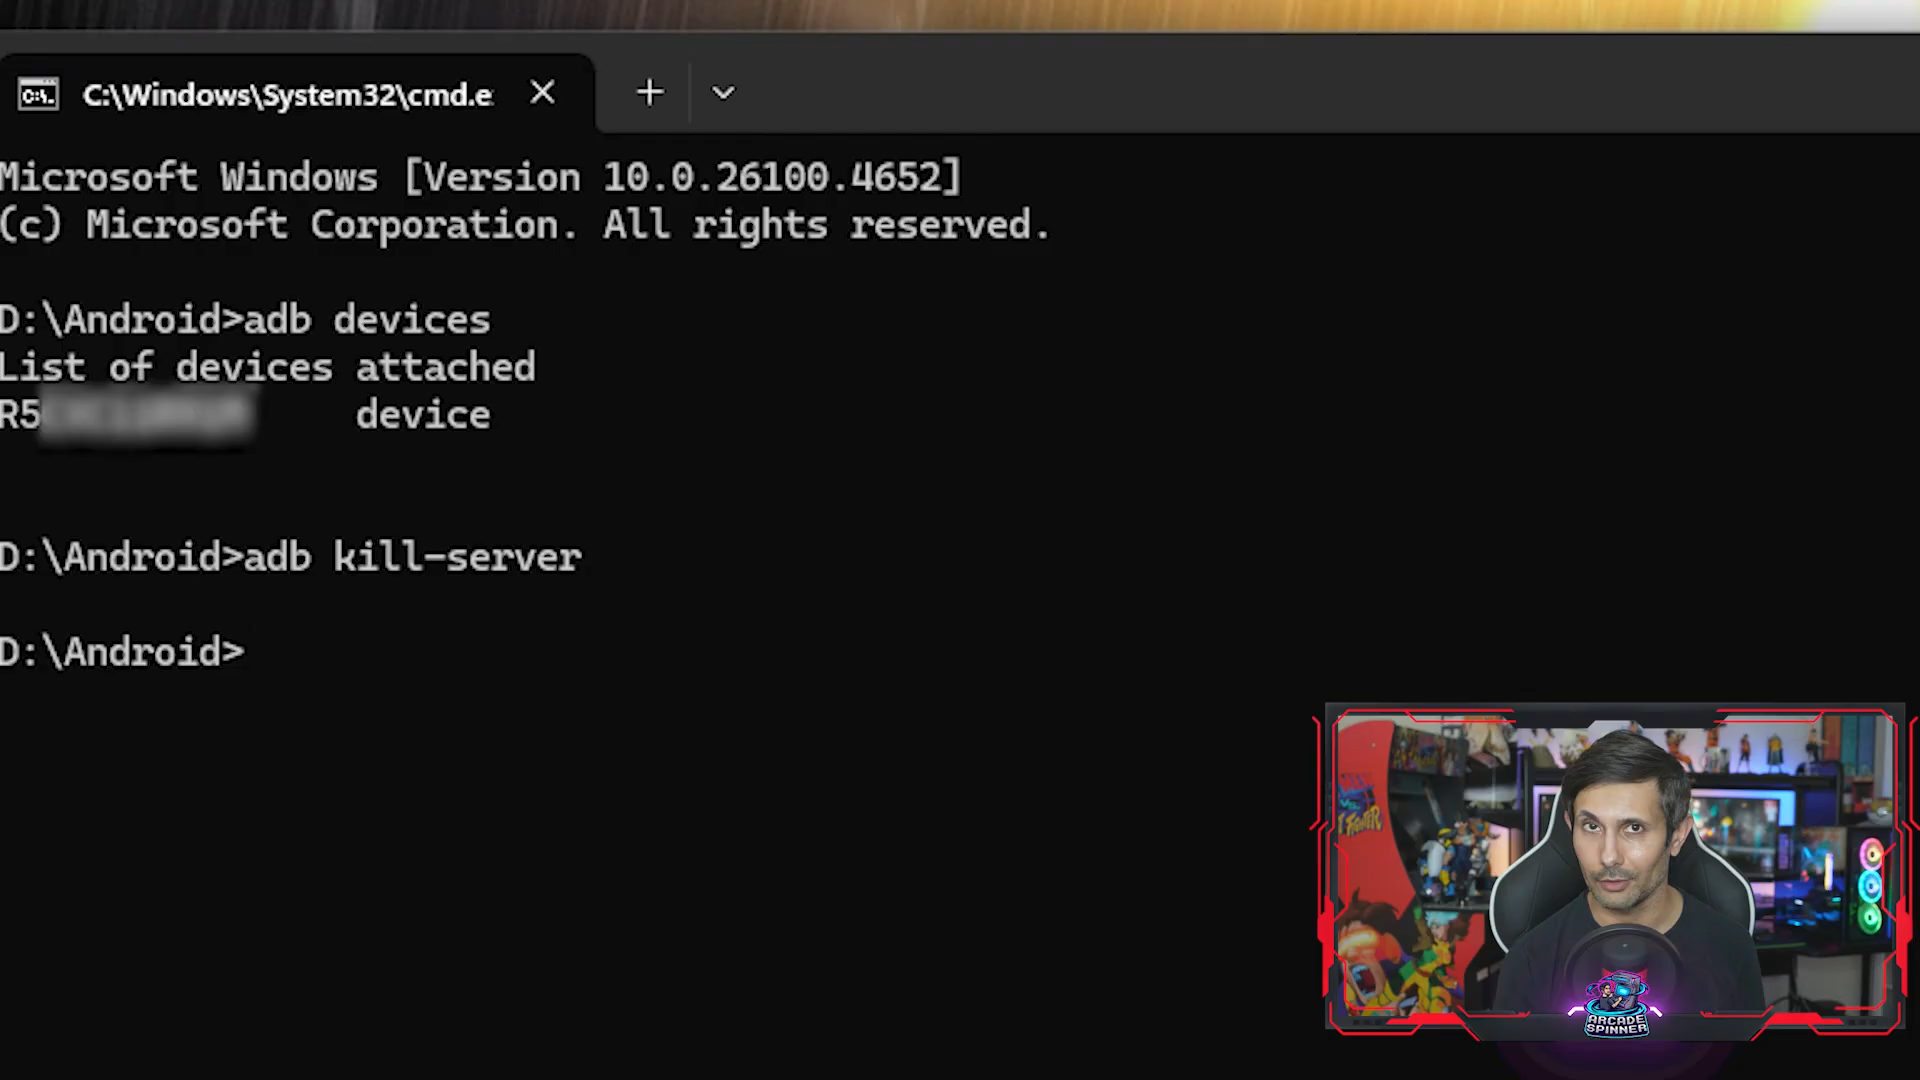 C:\Windows\System32\cmd.e
Microsoft Windows [Version 10.0.26100.4652]
(c) Microsoft Corporation. All rights reserved.
D:\Android>adb devices
List of devices attached
R5 device
D:\Android>adb kill-server
D:\Android>
FIGHTER
ARCADE
SPINNER